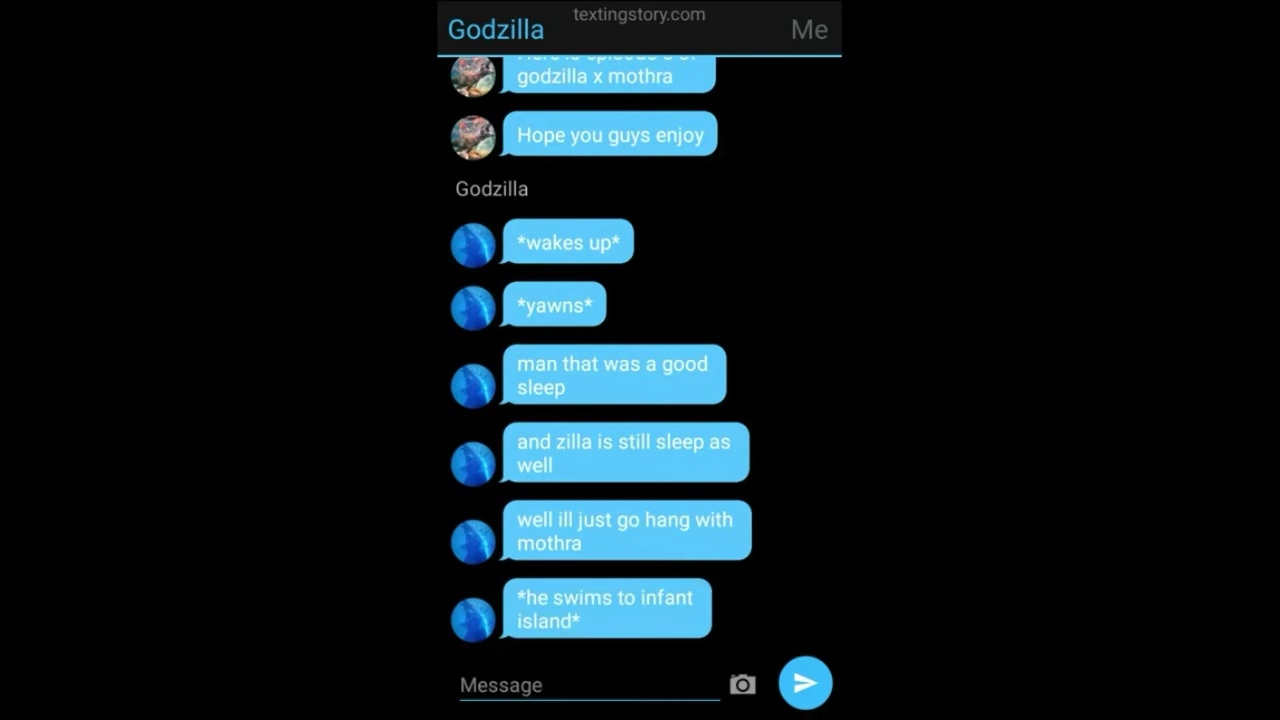 textingstory.com
Godzilla
Me
godzilla x mothra
Hope you guys enjoy
Godzilla
*wakes up*
*yawns*
man that was a good
sleep
and zilla is still sleep as
well
well ill just go hang with
mothra
*he swims to infant
island*
Message